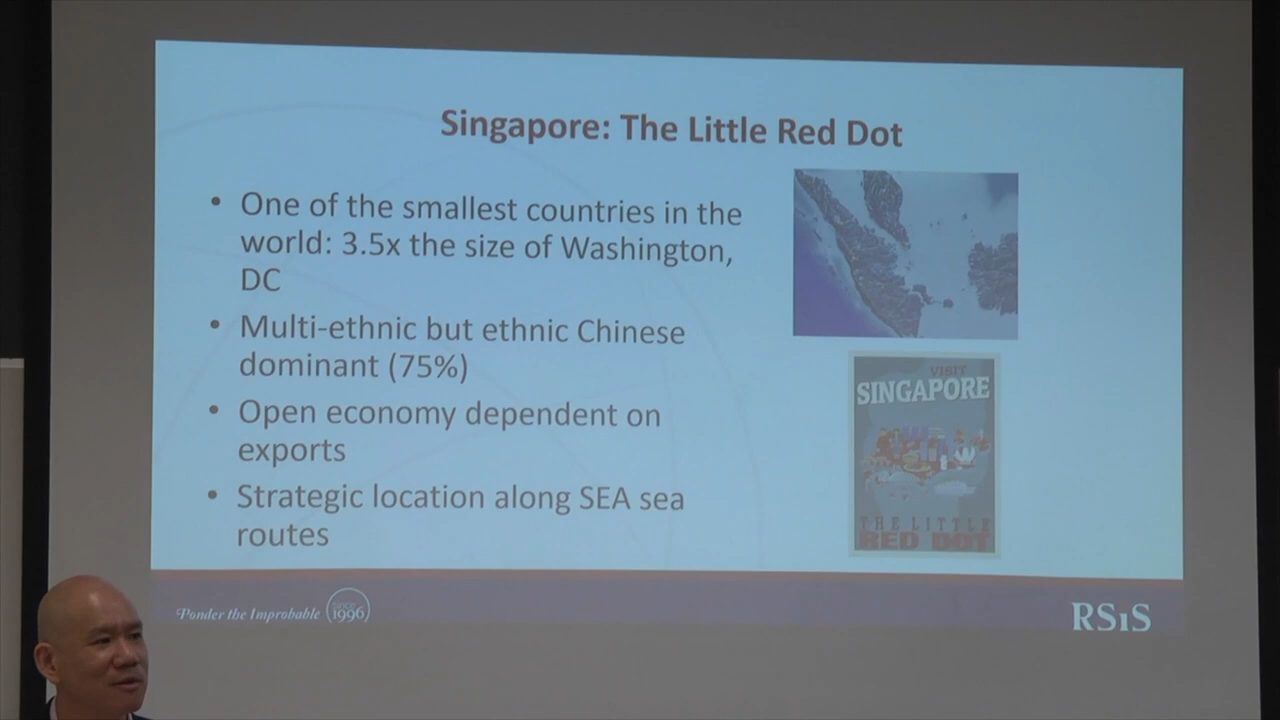 Singapore: The Little Red Dot
• One of the smallest countries in the
world: 3.5x the size of Washington,
DC
• Multi-ethnic but ethnic Chinese
dominant (75%)
• Open economy dependent on
exports
• Strategic location along SEA sea
routes
VISIT
SINGAPORE
THE LITTLE
RED DOT
Ponder the Improbable
SINCE
1996
RSiS